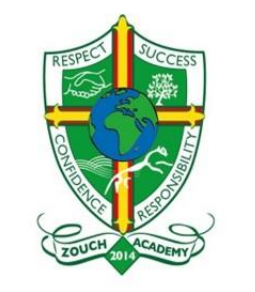 RESPECT
SUCCESS
CONFIDENCE
RESPONSIBILITY
ZOUCH
2014
ACADEMY